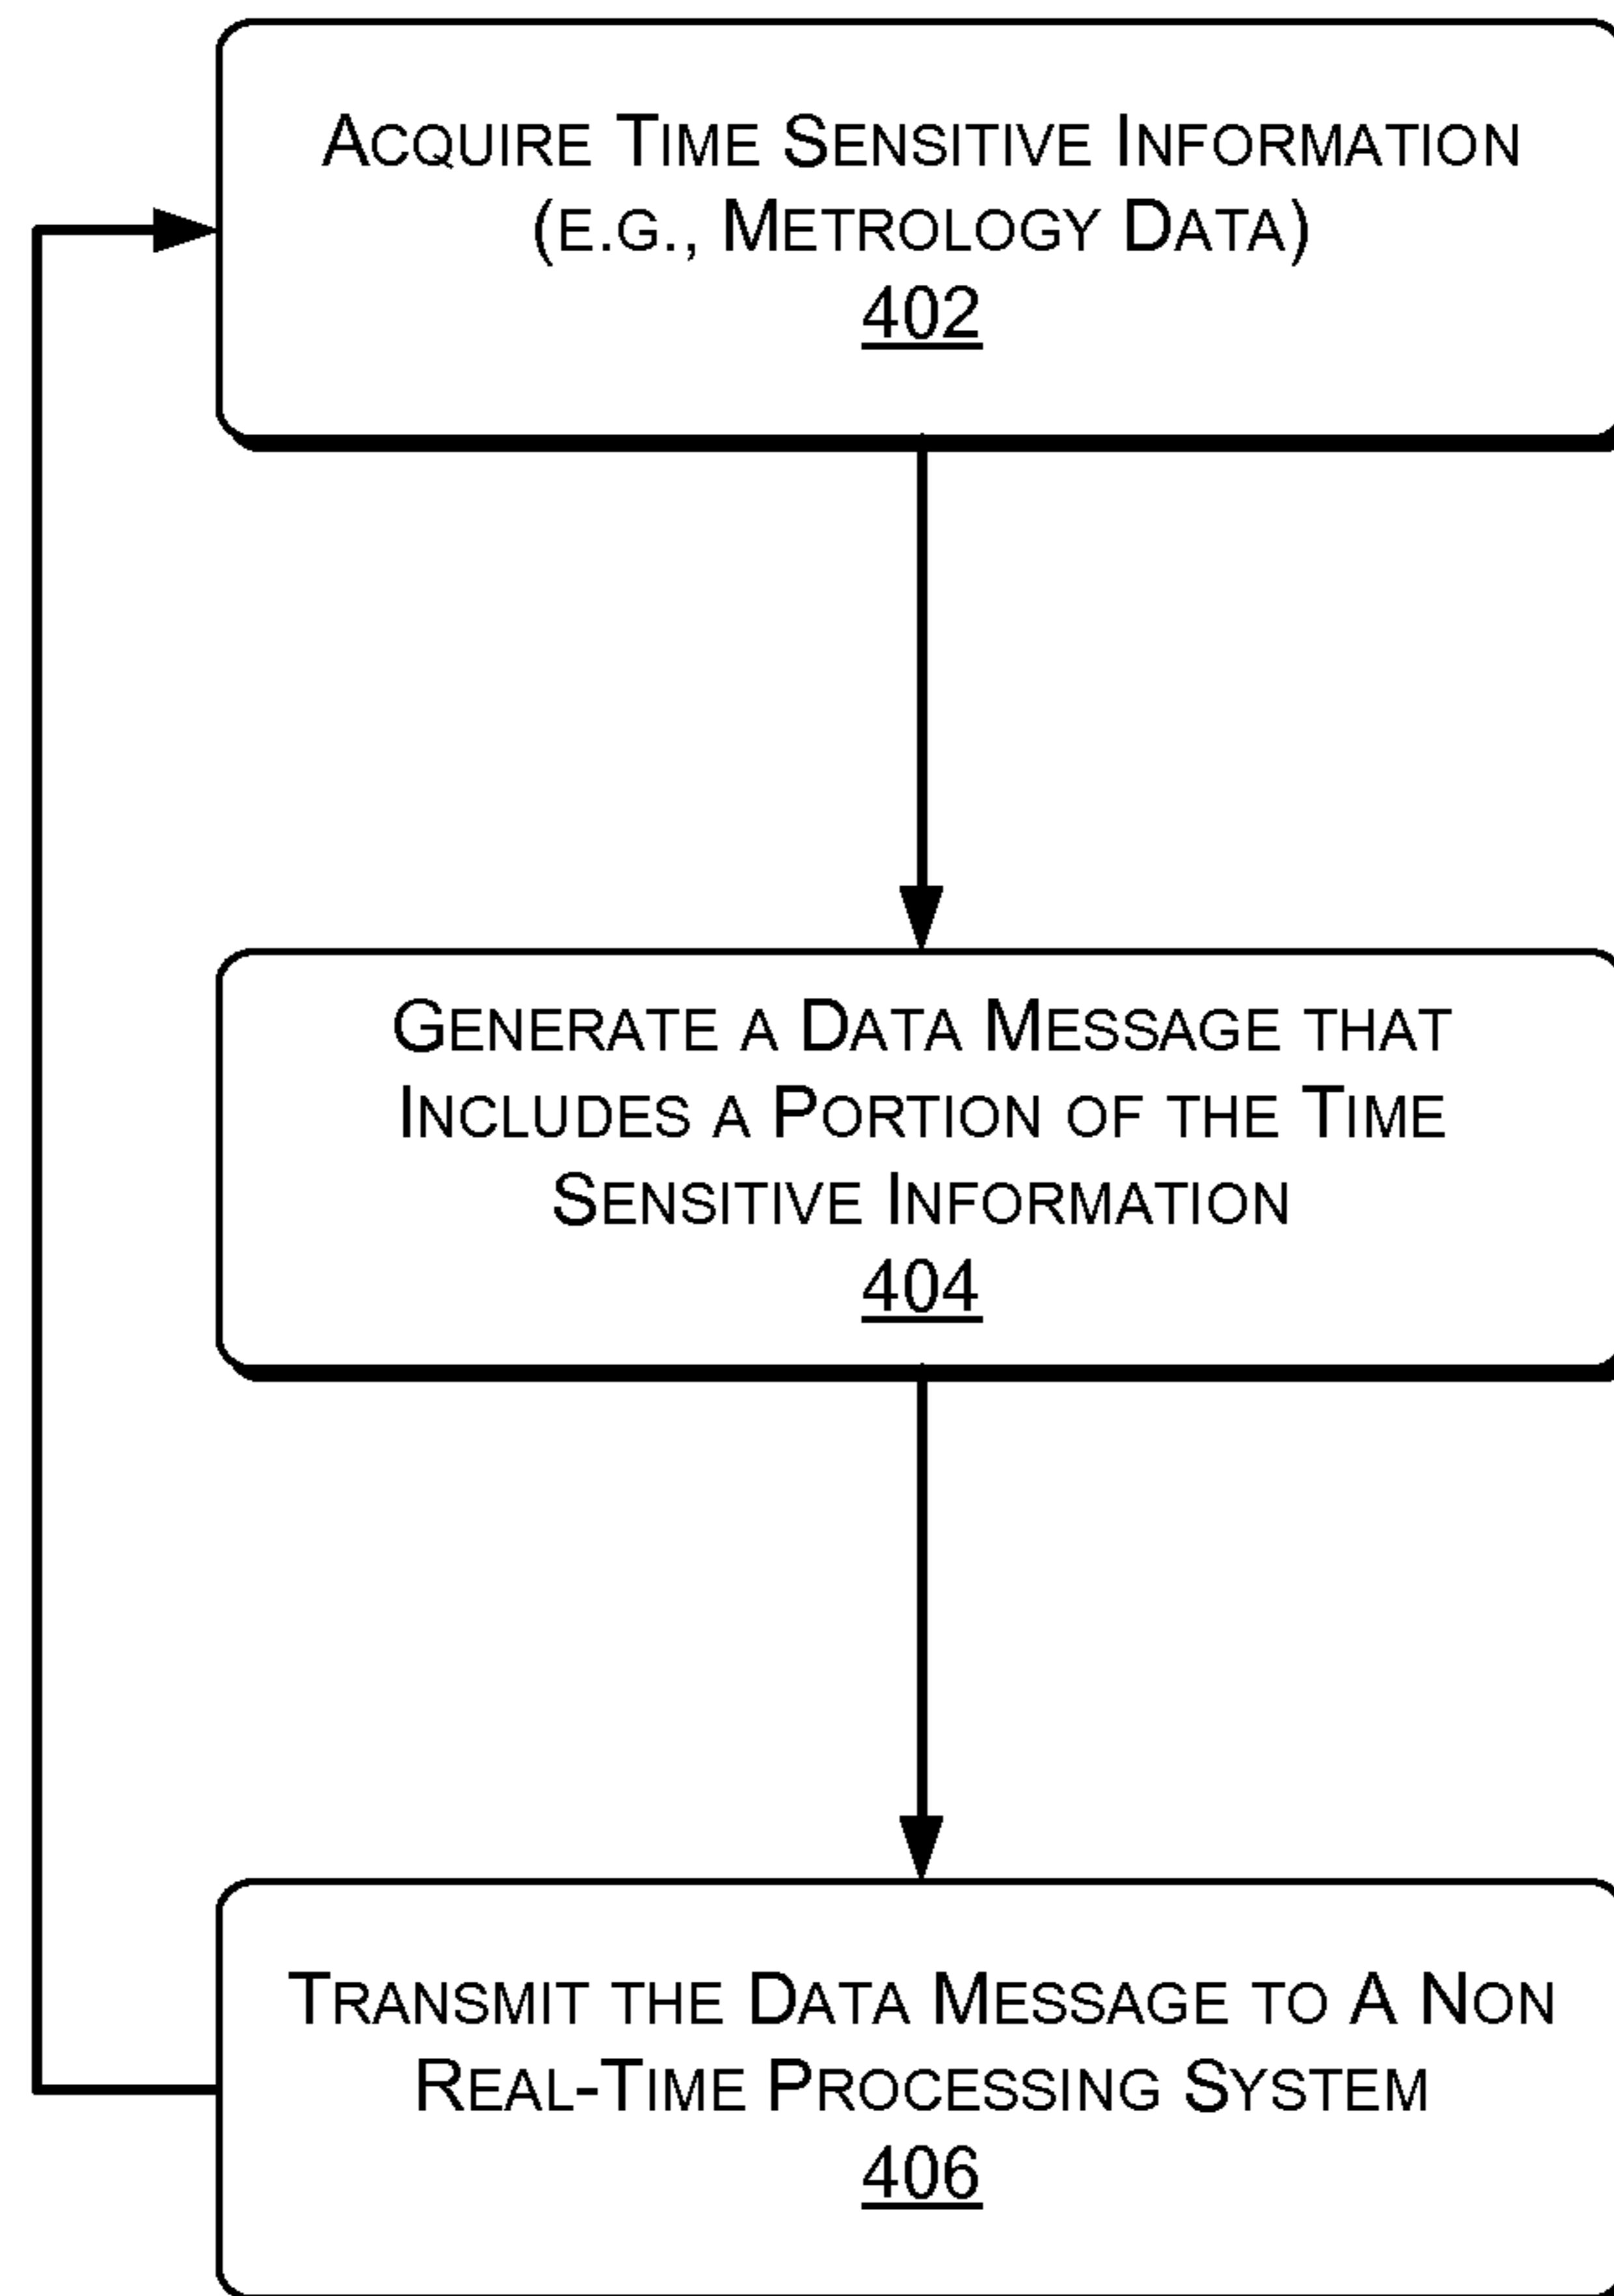 ACQUIRE TIME SENSITIVE INFORMATION
(E.G., METROLOGY DATA)
402
GENERATE A DATA MESSAGE THAT
INCLUDES A PORTION OF THE TIME
SENSITIVE INFORMATION
404
TRANSMIT THE DATA MESSAGE TO A NON
REAL-TIME PROCESSING SYSTEM
406